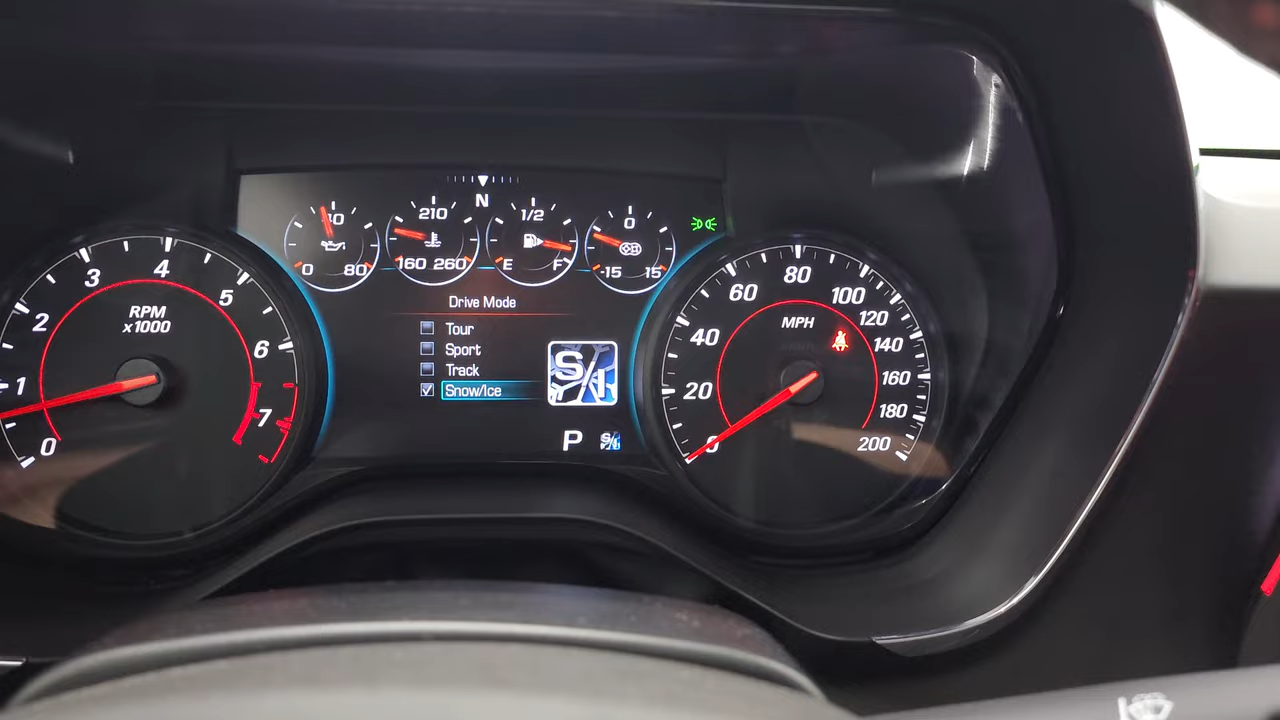 N
40 210 1/2 0
0 80 160 260 E F -15 15
Drive Mode
Tour
Sport
Track
Snow/Ice
S/I
P S/I
0 1 2 3 4 5 6 7
RPM
x1000
0 20 40 60 80 100 120 140 160 180 200
MPH